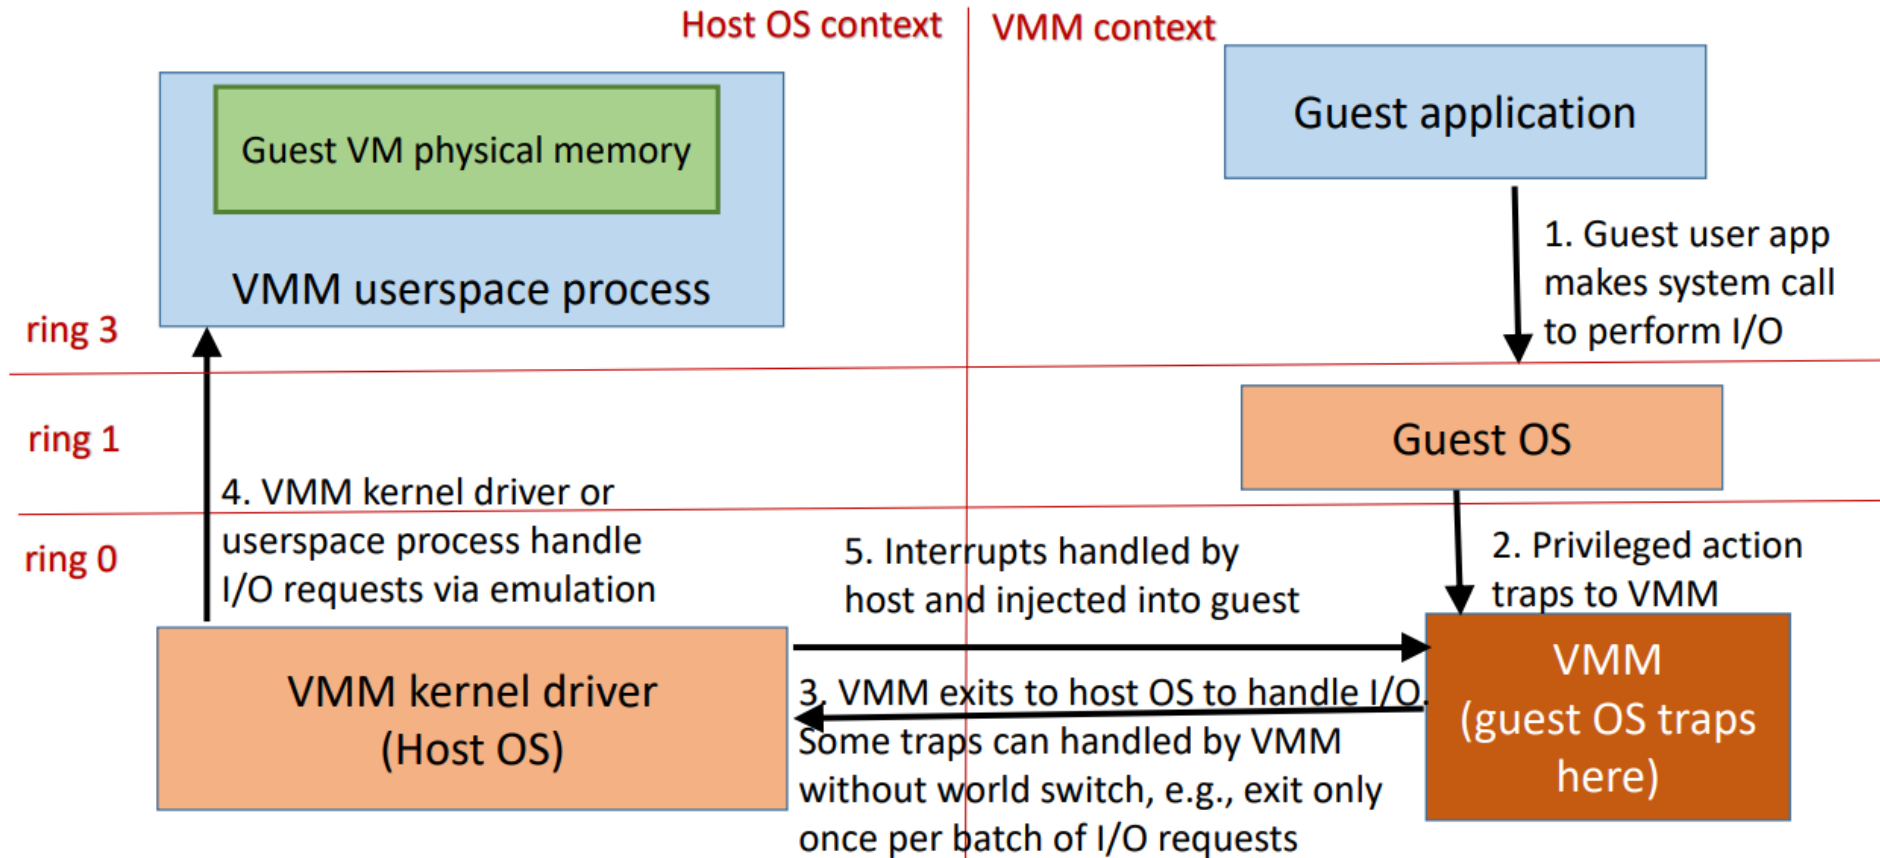 Host OS context
VMM context
Guest VM physical memory
VMM userspace process
Guest application
1. Guest user app
makes system call
to perform I/O
ring 3
ring 1
Guest OS
4. VMM kernel driver or
userspace process handle
I/O requests via emulation
ring 0
5. Interrupts handled by
host and injected into guest
2. Privileged action
traps to VMM
VMM kernel driver
(Host OS)
3. VMM exits to host OS to handle I/O.
Some traps can handled by VMM
without world switch, e.g., exit only
once per batch of I/O requests
VMM
(guest OS traps
here)